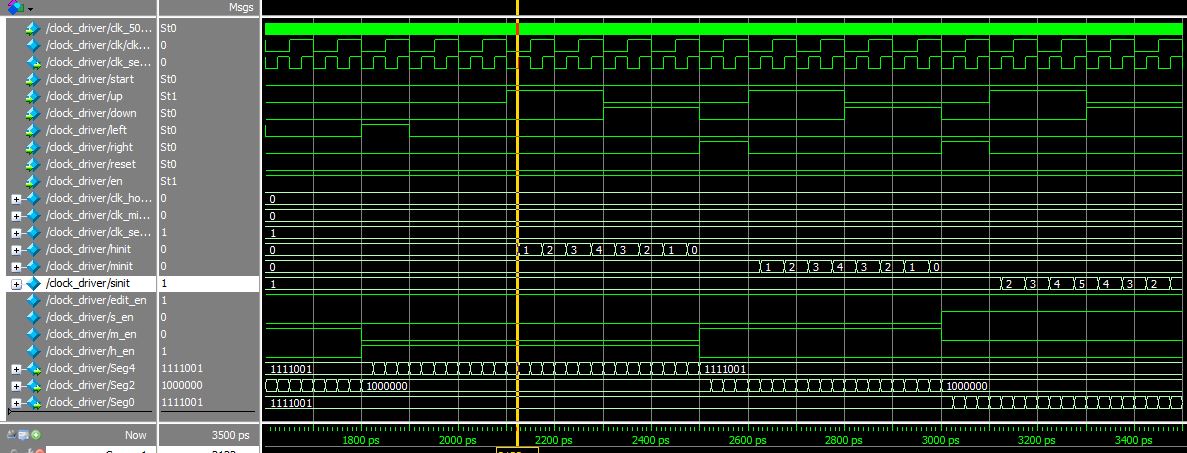 Msgs
/clock_driver/clk_50... St0
/clock_driver/clk/clk... 0
/clock_driver/clk_se... 0
/clock_driver/start St0
/clock_driver/up St1
/clock_driver/down St0
/clock_driver/left St0
/clock_driver/right St0
/clock_driver/reset St0
/clock_driver/en St1
/clock_driver/clk_ho... 0 0
/clock_driver/clk_mi... 0 0
/clock_driver/clk_se... 1 1
/clock_driver/hinit 0 0 1 2 3 4 3 2 1 0
/clock_driver/minit 0 0 1 2 3 4 3 2 1 0
/clock_driver/sinit 1 1 2 3 4 5 4 3 2
/clock_driver/edit_en 1
/clock_driver/s_en 0
/clock_driver/m_en 0
/clock_driver/h_en 1
/clock_driver/Seg4 1111001 1111001 1111001
/clock_driver/Seg2 1000000 1000000 1000000
/clock_driver/Seg0 1111001 1111001
Now 3500 ps 1800 ps 2000 ps 2200 ps 2400 ps 2600 ps 2800 ps 3000 ps 3200 ps 3400 ps